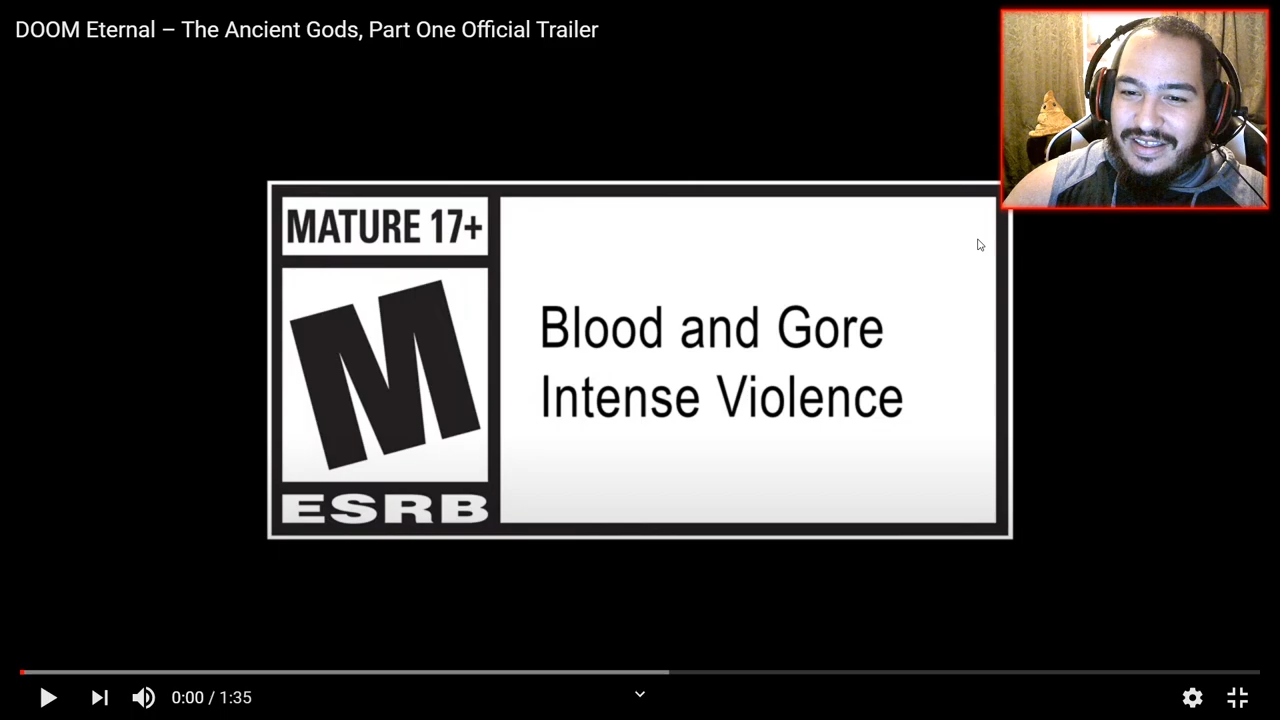 DOOM Eternal – The Ancient Gods, Part One Official Trailer
MATURE 17+
M
ESRB
Blood and Gore
Intense Violence
0:00 / 1:35